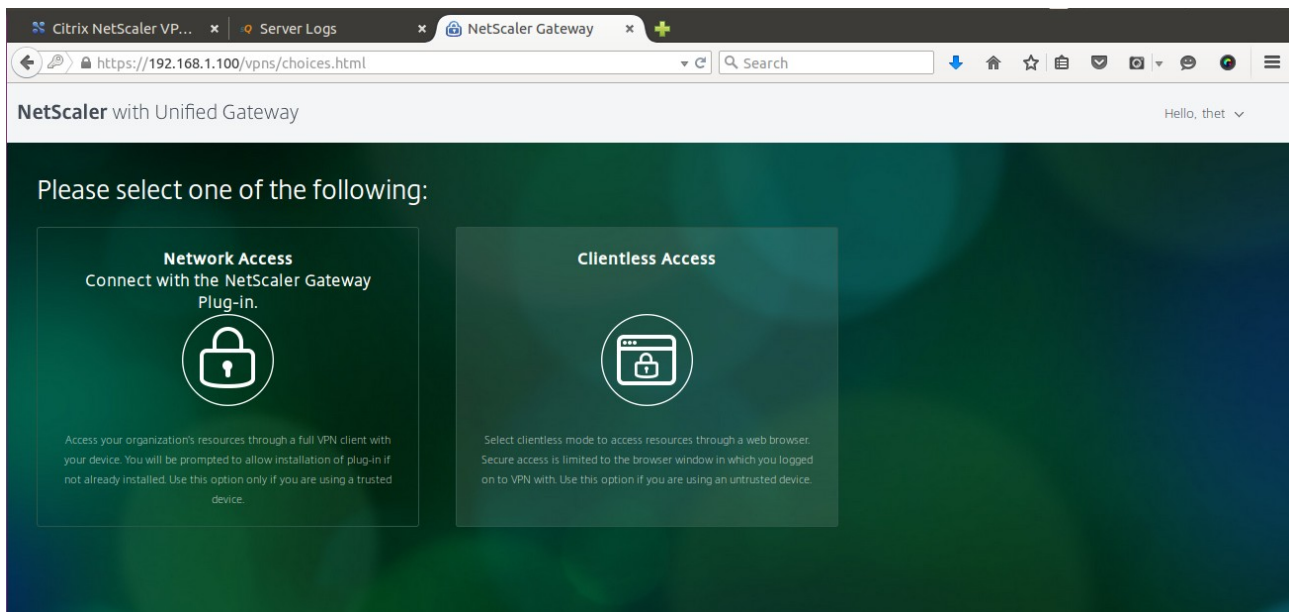 Citrix NetScaler VP... Server Logs NetScaler Gateway
https://192.168.1.100/vpns/choices.html Search
NetScaler with Unified Gateway Hello, thet
Please select one of the following:
Network Access
Connect with the NetScaler Gateway
Plug-in.
Access your organization's resources through a full VPN client with
your device. You will be prompted to allow installation of plug-in if
not already installed. Use this option only if you are using a trusted
device.
Clientless Access
Select clientless mode to access resources through a web browser.
Secure access is limited to the browser window in which you logged
on to VPN with. Use this option if you are using an untrusted device.